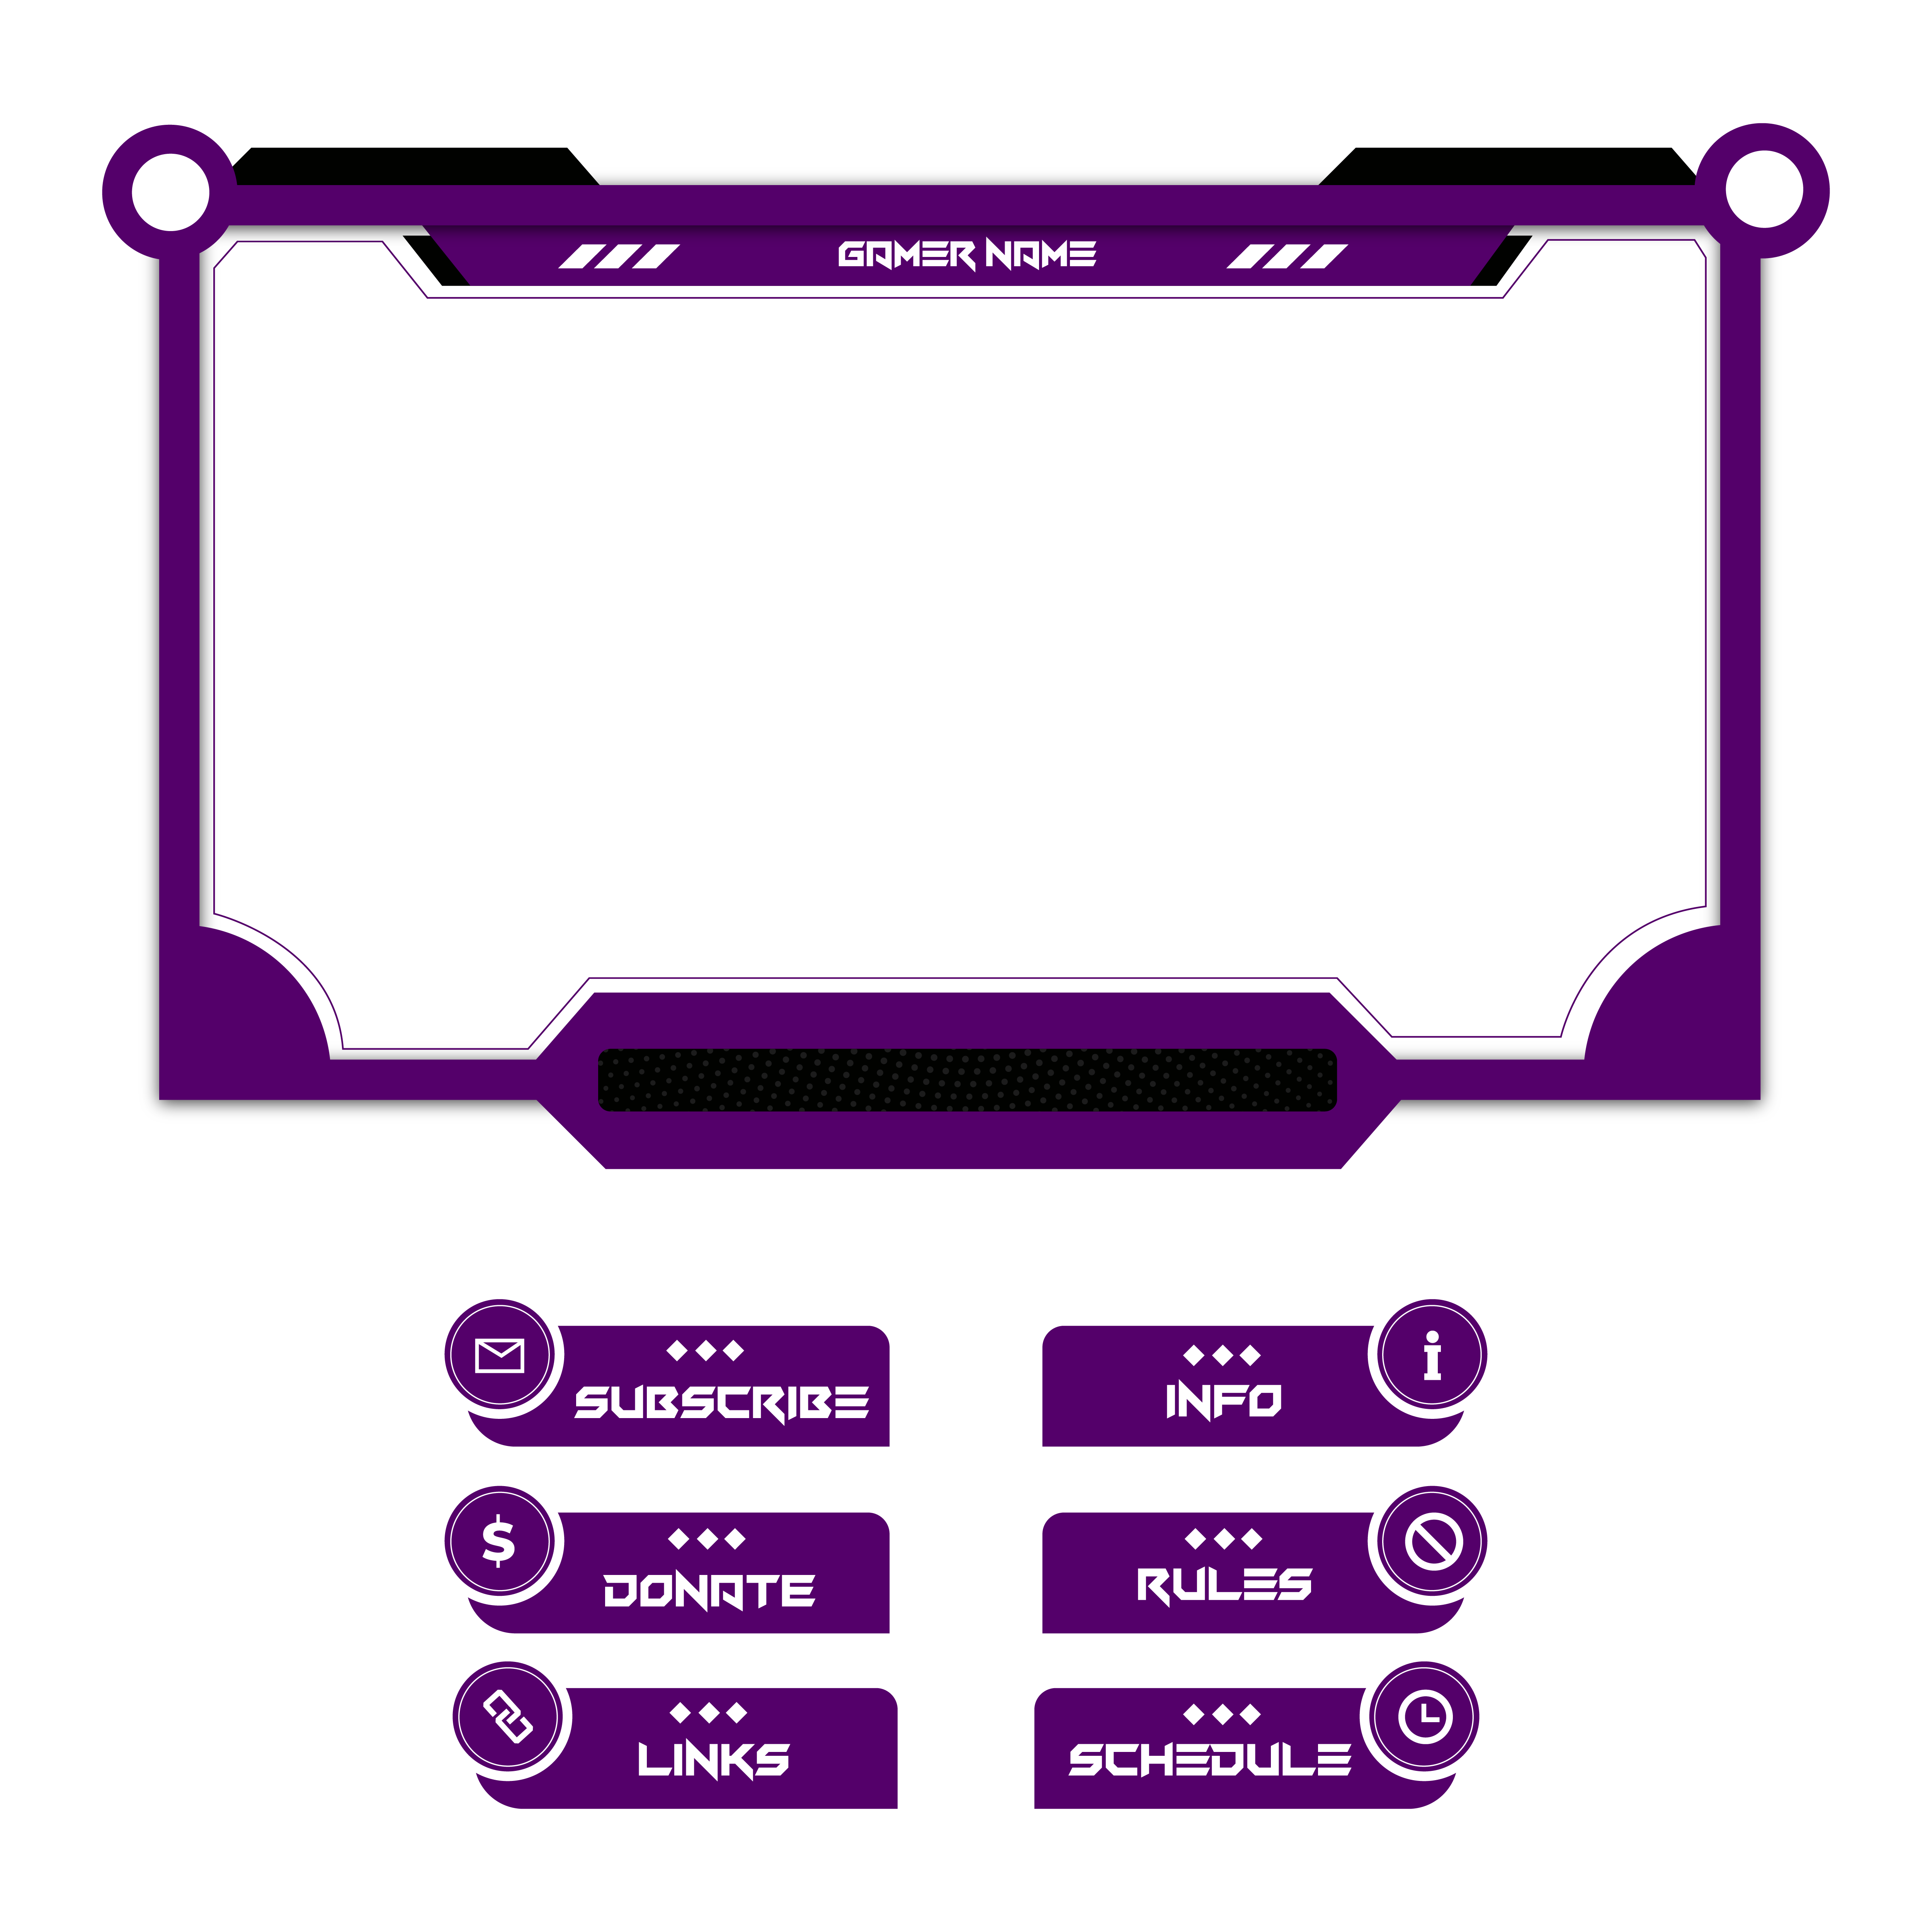 GAMER NAME
SUBSCRIBE
INFO
$
DONATE
RULES
LINKS
SCHEDULE